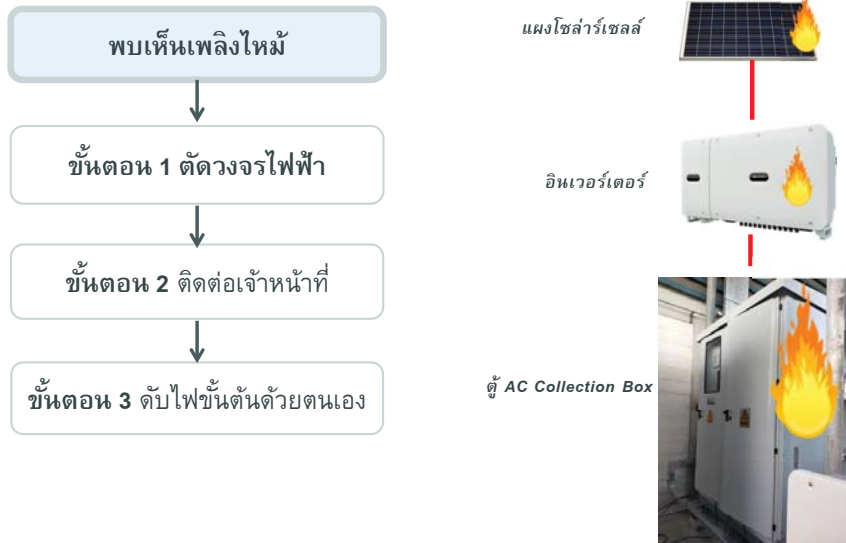 พบเห็นเพลิงไหม้
ขั้นตอน 1 ตัดวงจรไฟฟ้า
ขั้นตอน 2 ติดต่อเจ้าหน้าที่
ขั้นตอน 3 ดับไฟขั้นต้นด้วยตนเอง
แผงโซล่าร์เซลล์
อินเวอร์เตอร์
ตู้ AC Collection Box